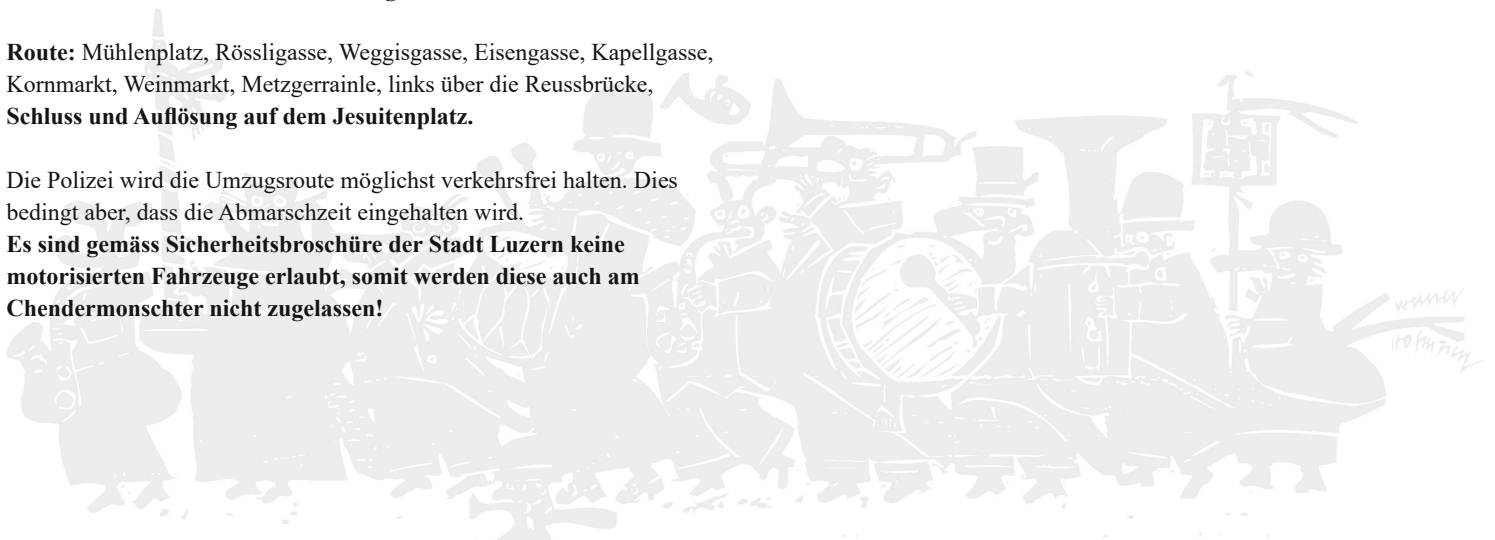 Route: Mühlenplatz, Rössligasse, Weggisgasse, Eisengasse, Kapellgasse,
Kornmarkt, Weinmarkt, Metzgerrainle, links über die Reussbrücke,
Schluss und Auflösung auf dem Jesuitenplatz.
Die Polizei wird die Umzugsroute möglichst verkehrsfrei halten. Dies
bedingt aber, dass die Abmarschzeit eingehalten wird.
Es sind gemäss Sicherheitsbroschüre der Stadt Luzern keine
motorisierten Fahrzeuge erlaubt, somit werden diese auch am
Chendermonschter nicht zugelassen!